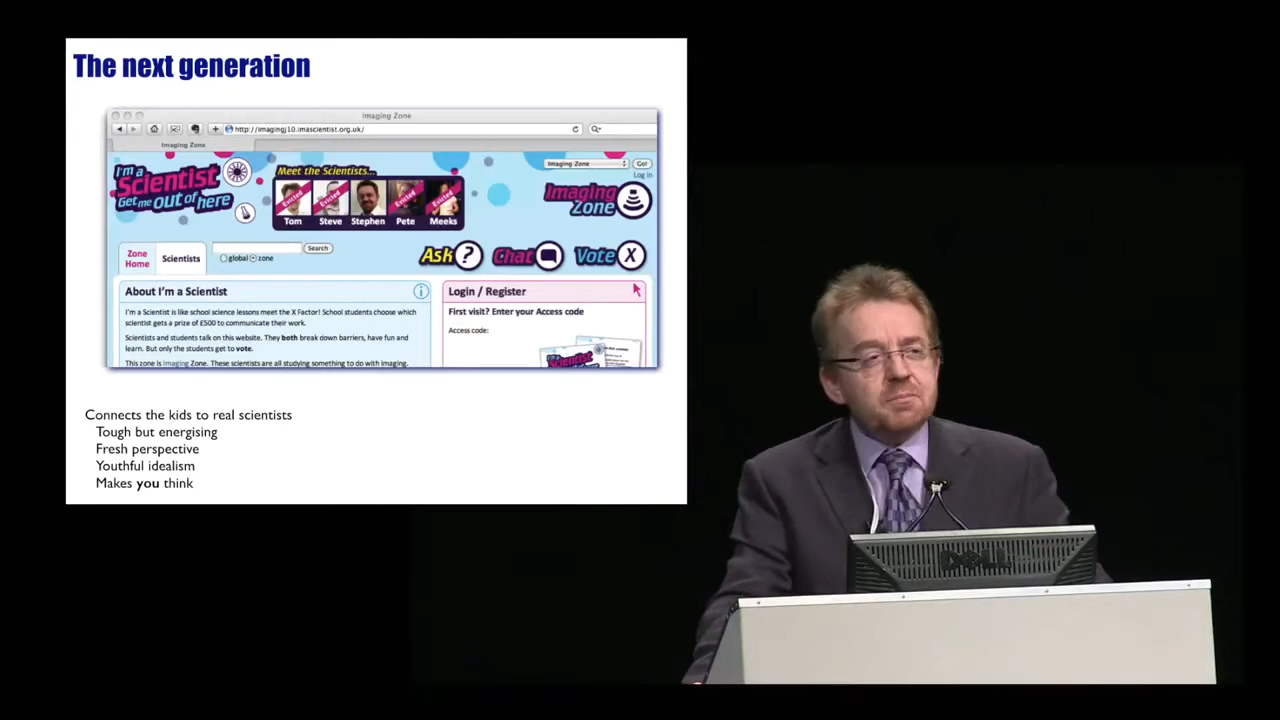 The next generation
Imaging Zone
http://imagingj10.imascientist.org.uk/
Imaging Zone
I'm a
Scientist
Get me out of here
Meet the Scientists...
Evicted
Evicted
Evicted
Evicted
Tom Steve Stephen Pete Meeks
Imaging Zone Go!
Log in
Imaging
Zone
Zone
Home
Scientists
Search
global zone
Ask ?
Chat
Vote X
About I'm a Scientist i
I'm a Scientist is like school science lessons meet the X Factor! School students choose which
scientist gets a prize of £500 to communicate their work.
Scientists and students talk on this website. They both break down barriers, have fun and
learn. But only the students get to vote.
This zone is Imaging Zone. These scientists are all studying something to do with imaging.
Login / Register
First visit? Enter your Access code
Access code:
Connects the kids to real scientists
Tough but energising
Fresh perspective
Youthful idealism
Makes you think
DELL